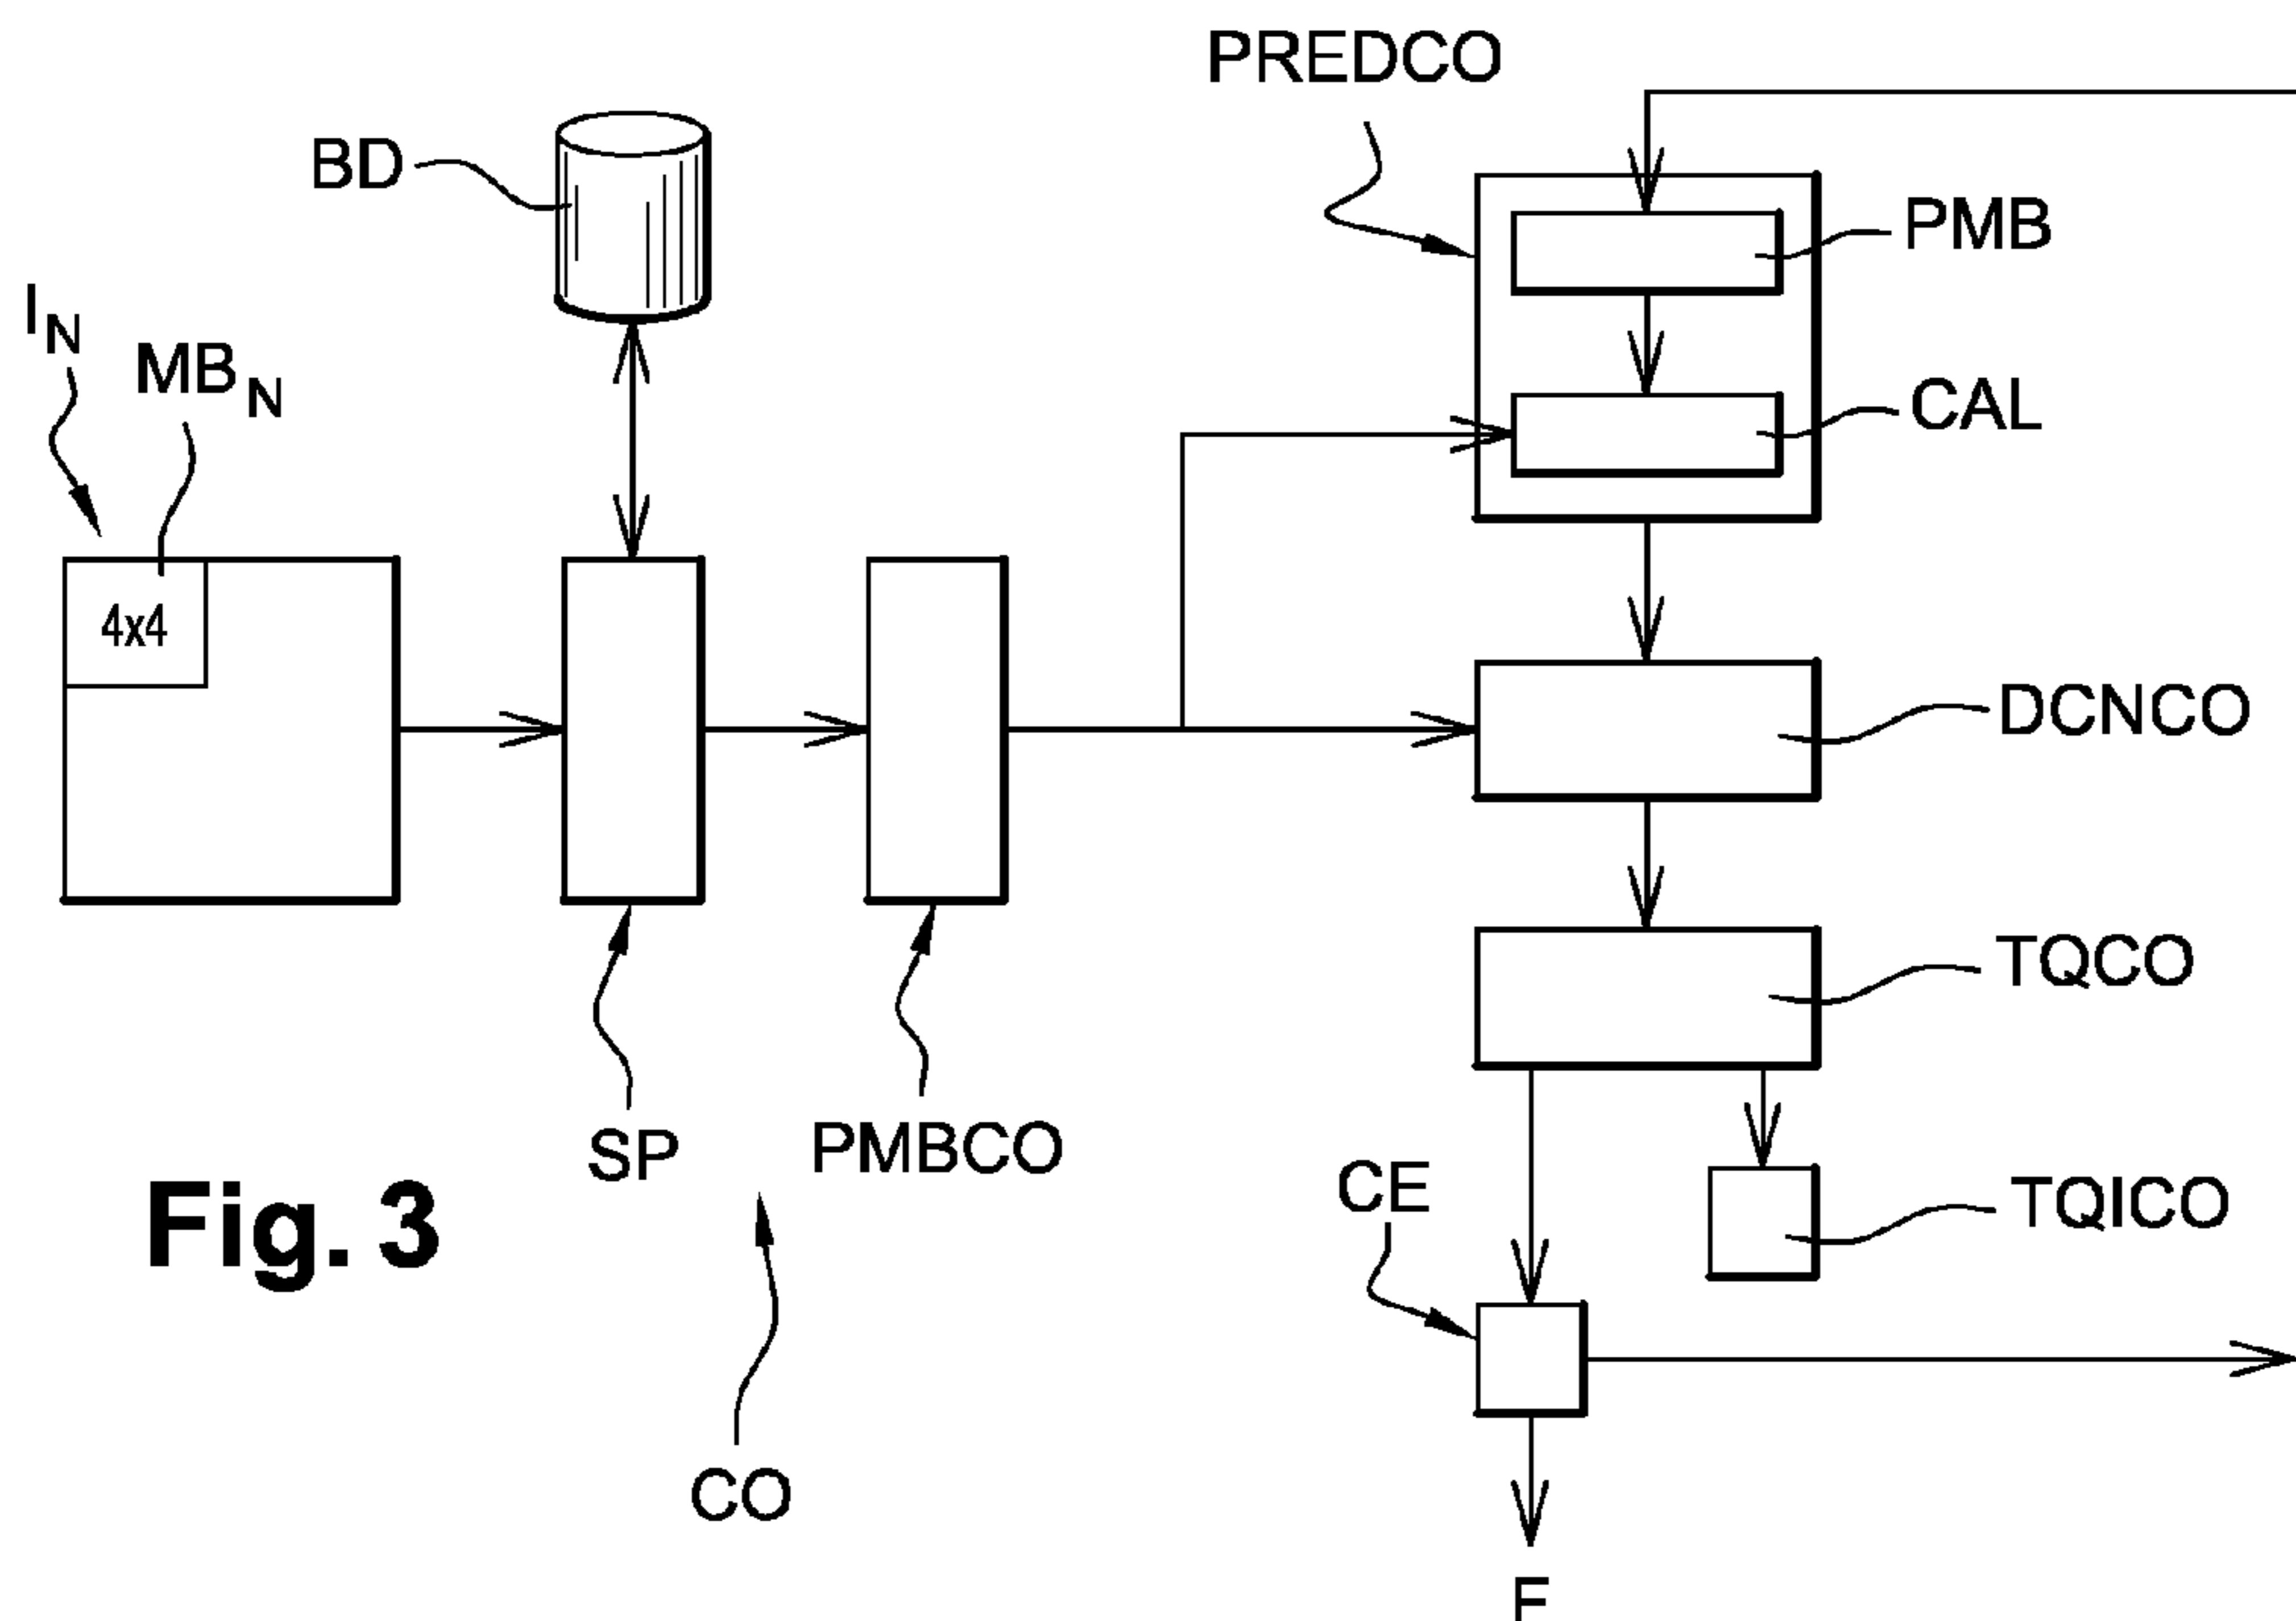 PREDCO
BD
PMB
I_N
MB_N
CAL
4x4
DCNCO
TQCO
SP
PMBCO
CE
TQICO
Fig. 3
CO
F